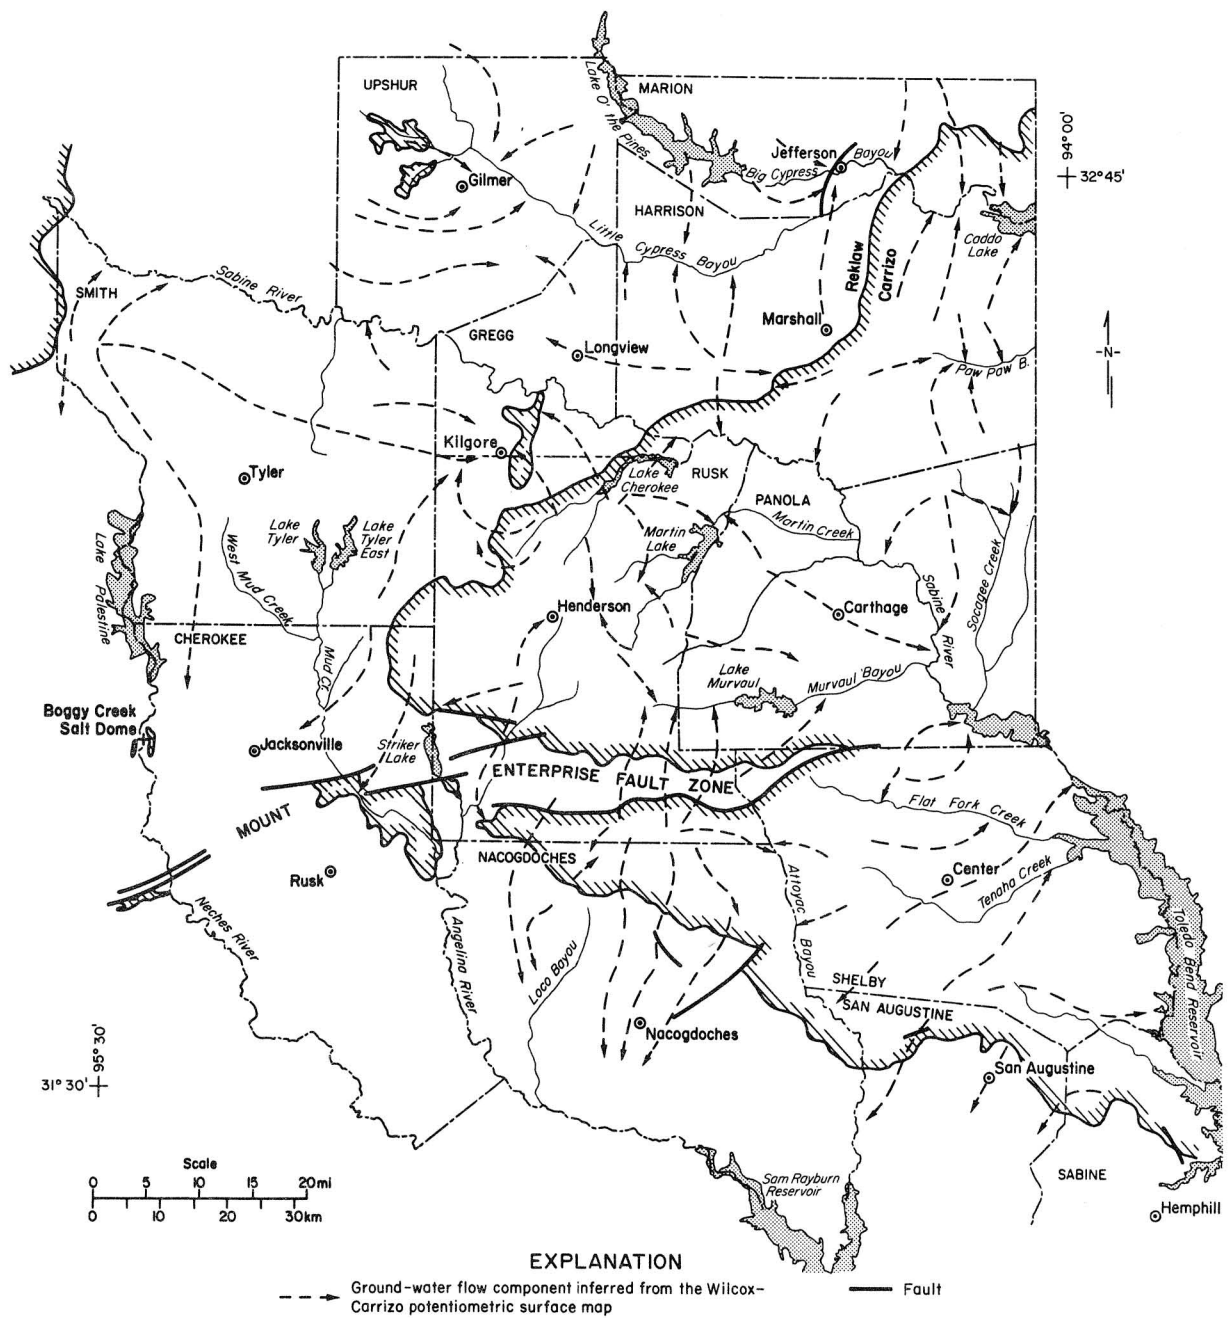 UPSHUR
MARION
Lake O' the Pines
Jefferson
Bayou
Big Cypress
94°00'
32°45'
Gilmer
HARRISON
Little Cypress Bayou
Caddo
Lake
Reklaw
Carrizo
SMITH
Sabine River
GREGG
Marshall
Longview
-N-
Paw Paw B.
Kilgore
Tyler
Lake
Cherokee
RUSK
PANOLA
Martin Creek
Martin
Lake
Lake
Tyler
Lake
Tyler
East
West Mud Creek
Lake Palestine
Socagee Creek
Sabine River
Henderson
Carthage
CHEROKEE
Mud Cr.
Lake
Murvaul
Murvaul Bayou
Boggy Creek
Salt Dome
Jacksonville
Striker
Lake
MOUNT ENTERPRISE FAULT ZONE
Flat Fork Creek
NACOGDOCHES
Center
Tenaha Creek
Rusk
Neches River
Angelina River
Loco Bayou
Attoyac Bayou
Toledo Bend Reservoir
SHELBY
SAN AUGUSTINE
Nacogdoches
95°30'
31°30'
San Augustine
SABINE
Hemphill
Sam Rayburn
Reservoir
Scale
0 5 10 15 20mi
0 10 20 30km
EXPLANATION
Ground-water flow component inferred from the Wilcox-
Carrizo potentiometric surface map
Fault